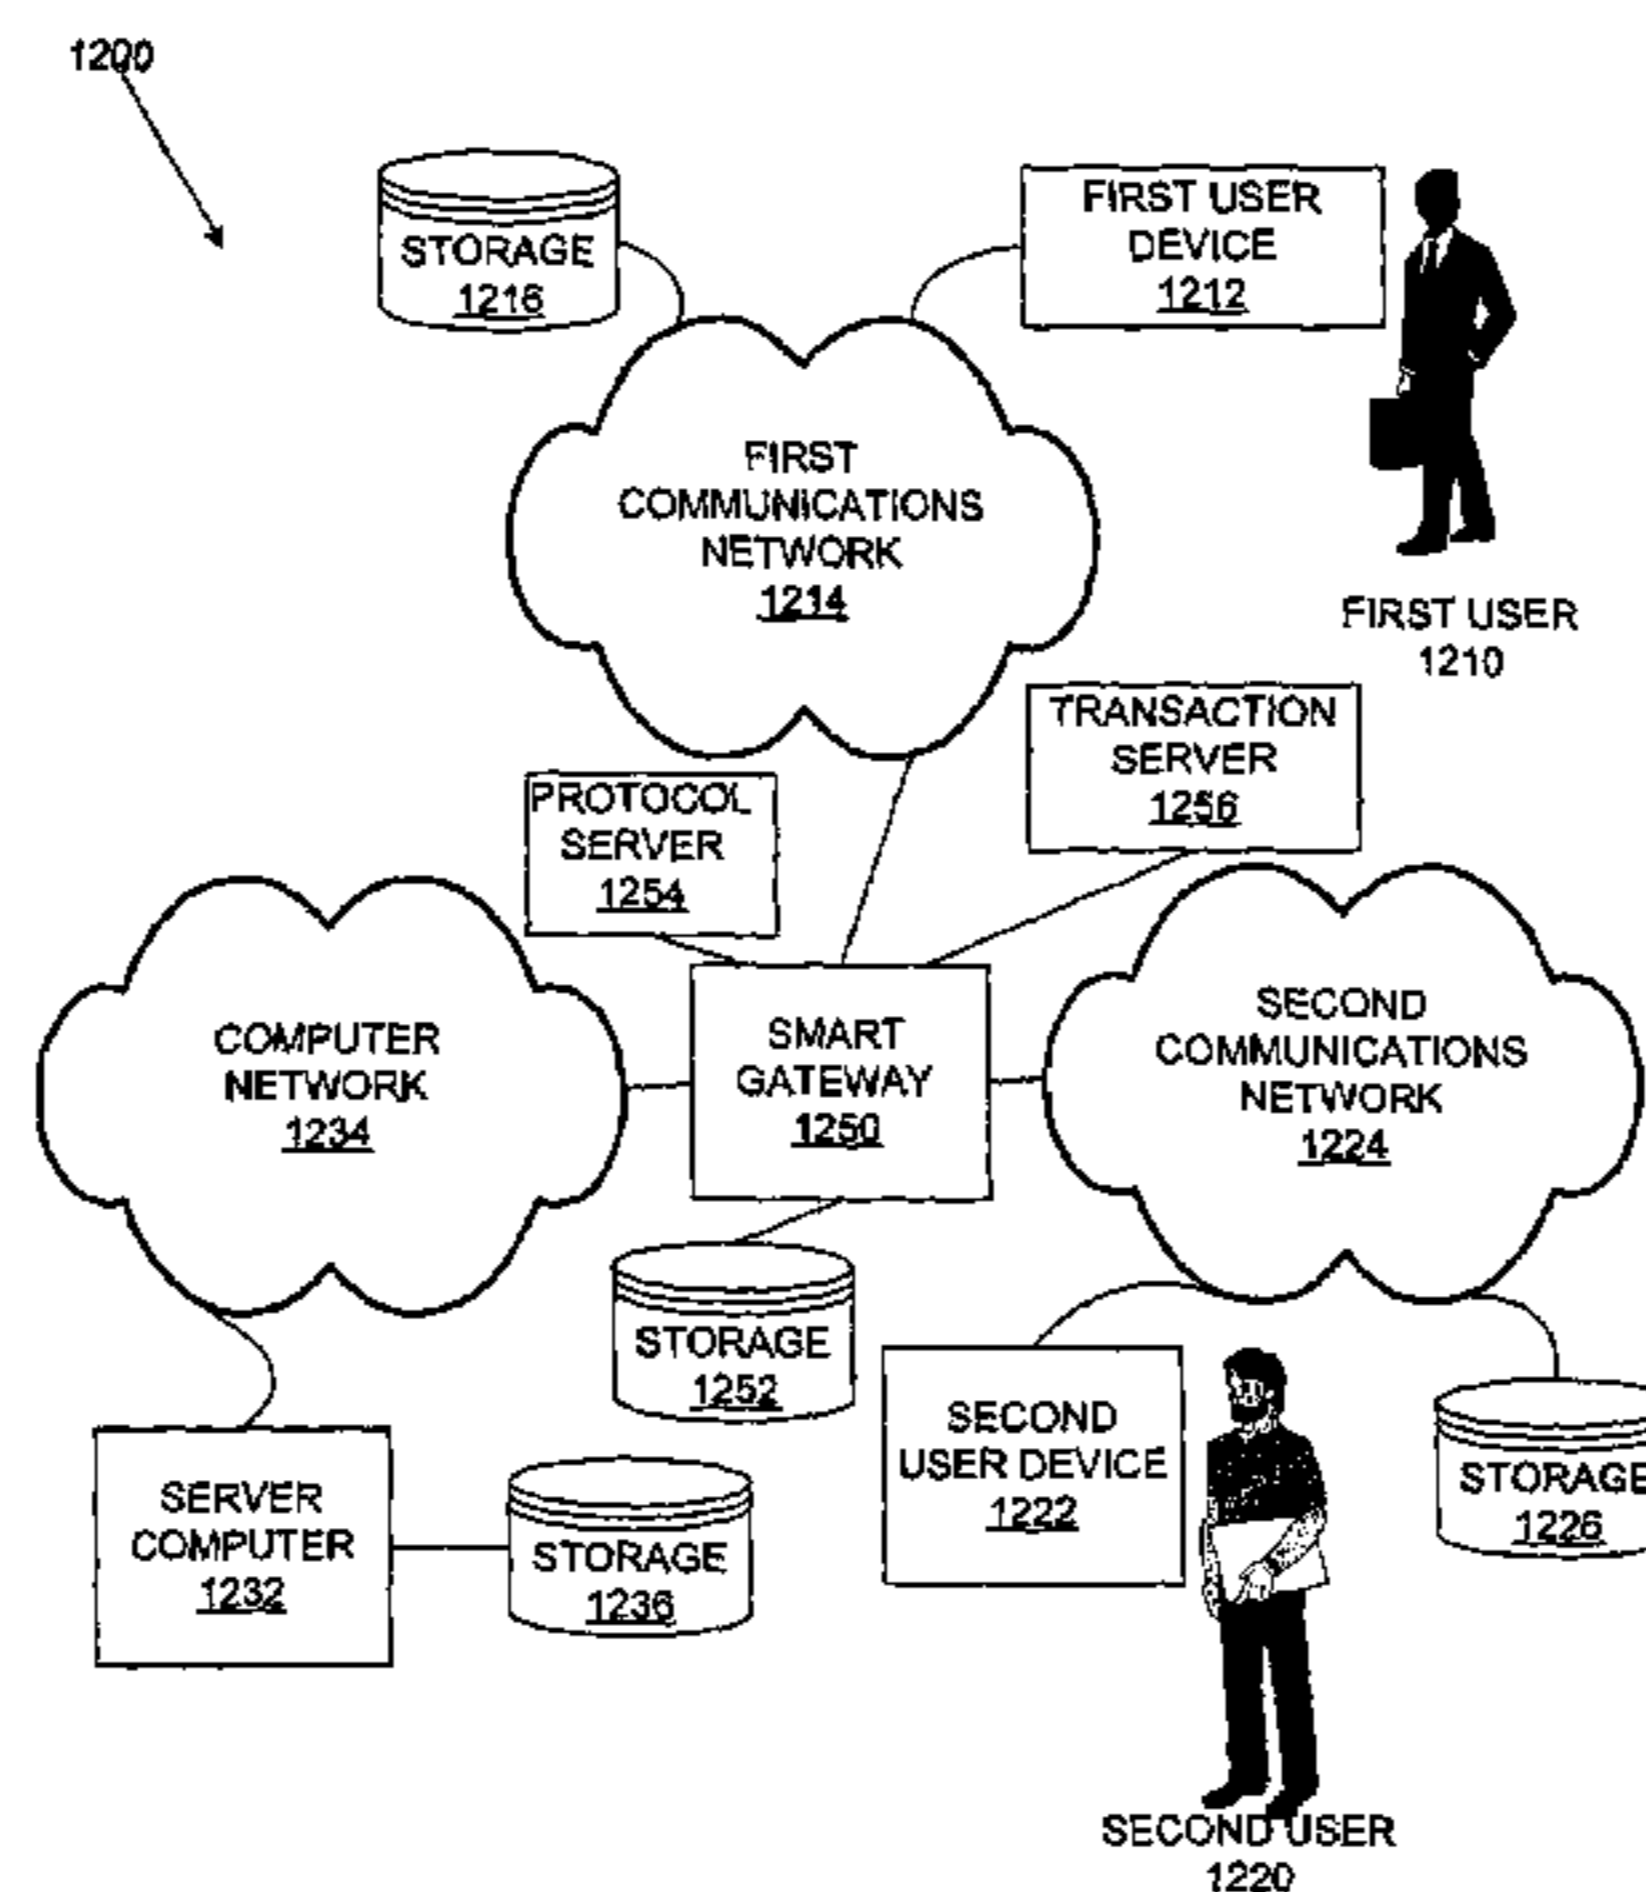 1200
STORAGE
1216
FIRST USER
DEVICE
1212
FIRST
COMMUNICATIONS
NETWORK
1214
FIRST USER
1210
TRANSACTION
SERVER
1256
PROTOCOL
SERVER
1254
COMPUTER
NETWORK
1234
SMART
GATEWAY
1250
SECOND
COMMUNICATIONS
NETWORK
1224
STORAGE
1252
SECOND
USER DEVICE
1222
STORAGE
1226
SERVER
COMPUTER
1232
STORAGE
1236
SECOND USER
1220